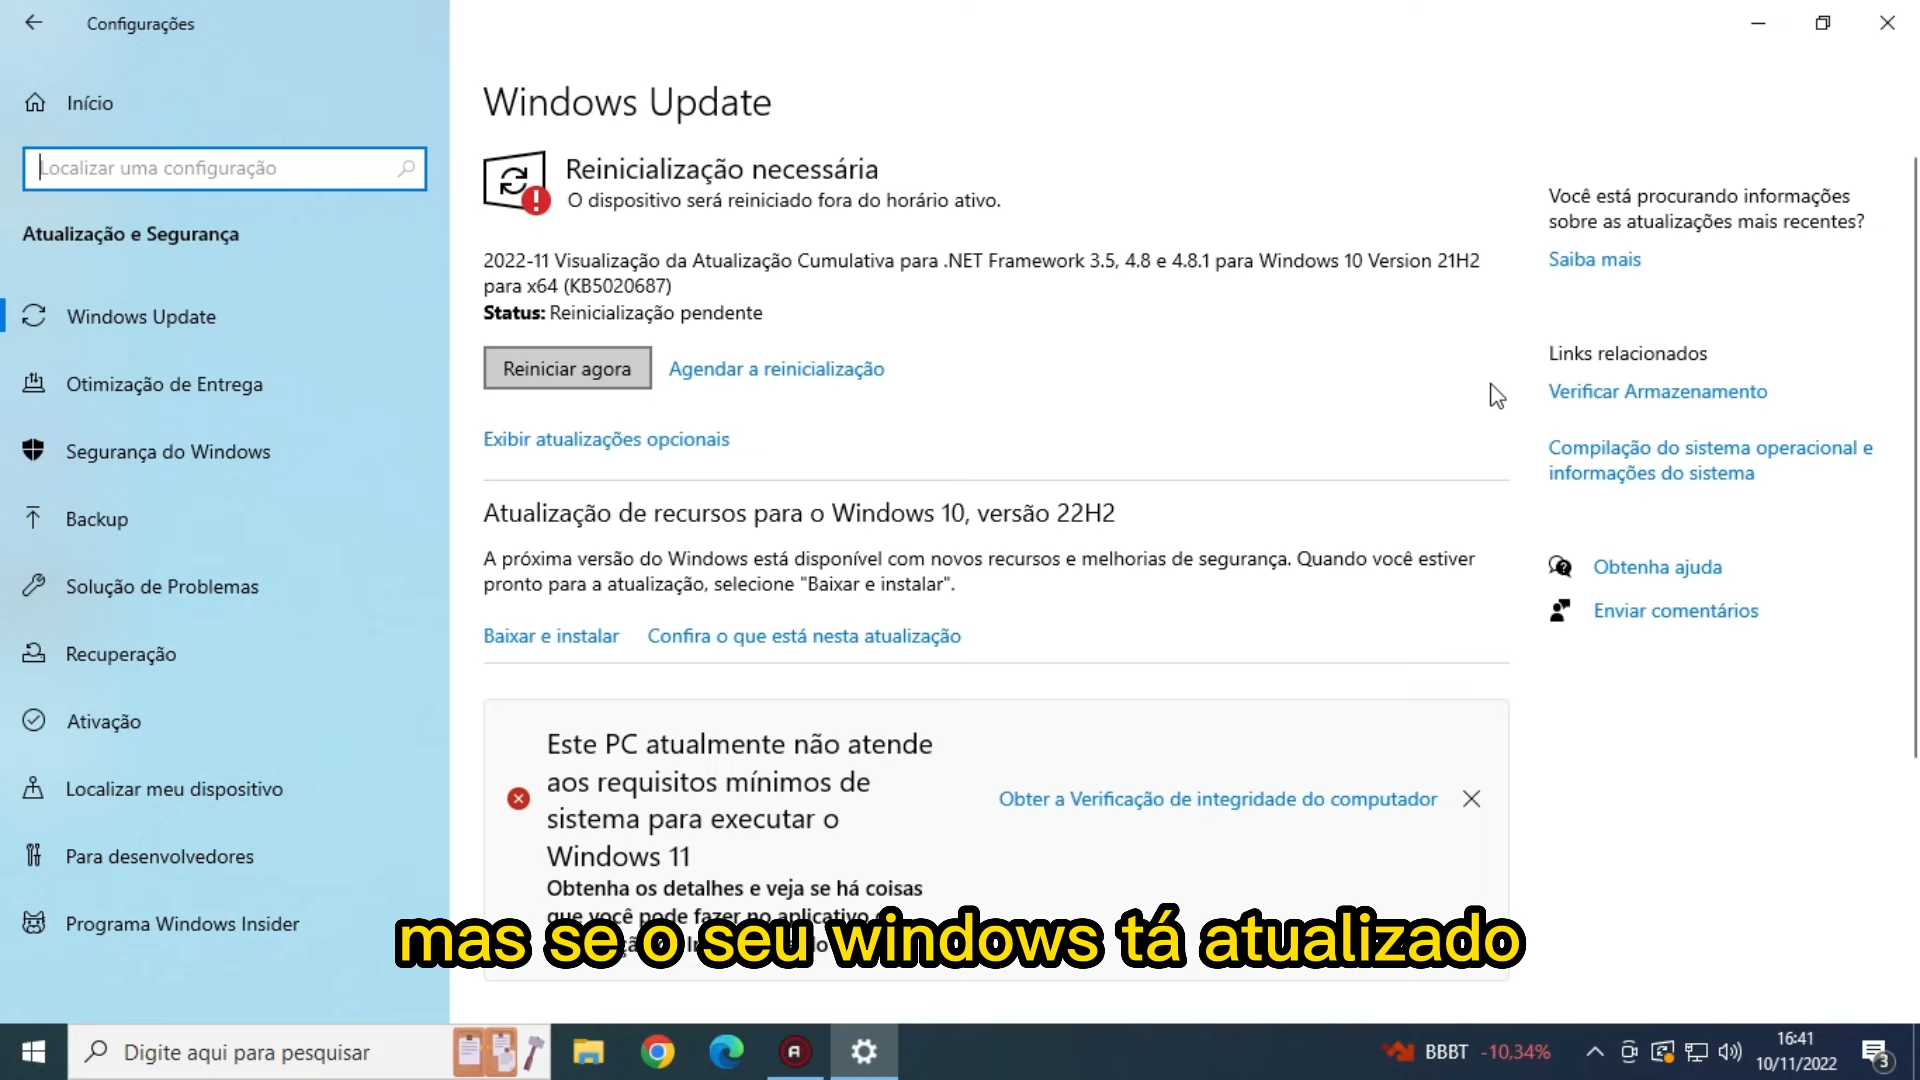 Configurações
Início
Localizar uma configuração
Atualização e Segurança
Windows Update
Otimização de Entrega
Segurança do Windows
Backup
Solução de Problemas
Recuperação
Ativação
Localizar meu dispositivo
Para desenvolvedores
Programa Windows Insider
Windows Update
Reinicialização necessária
O dispositivo será reiniciado fora do horário ativo.
2022-11 Visualização da Atualização Cumulativa para .NET Framework 3.5, 4.8 e 4.8.1 para Windows 10 Version 21H2
para x64 (KB5020687)
Status: Reinicialização pendente
Reiniciar agora
Agendar a reinicialização
Exibir atualizações opcionais
Atualização de recursos para o Windows 10, versão 22H2
A próxima versão do Windows está disponível com novos recursos e melhorias de segurança. Quando você estiver
pronto para a atualização, selecione "Baixar e instalar".
Baixar e instalar
Confira o que está nesta atualização
Este PC atualmente não atende
aos requisitos mínimos de
sistema para executar o
Windows 11
Obtenha os detalhes e veja se há coisas
que você pode fazer no aplicativo
Obter a Verificação de integridade do computador
mas se o seu windows tá atualizado
Você está procurando informações
sobre as atualizações mais recentes?
Saiba mais
Links relacionados
Verificar Armazenamento
Compilação do sistema operacional e
informações do sistema
Obtenha ajuda
Enviar comentários
Digite aqui para pesquisar
BBBT -10,34%
16:41
10/11/2022
3